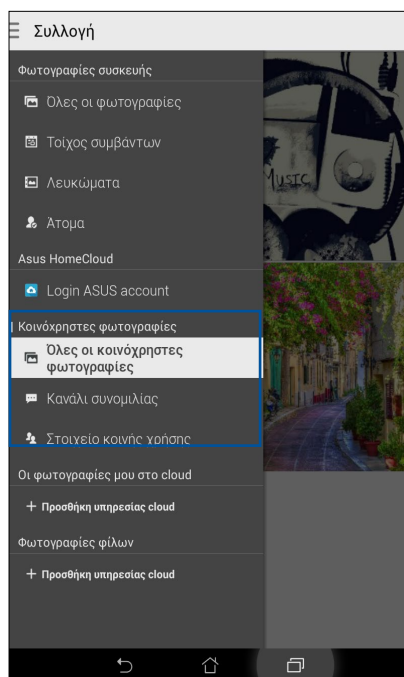 Συλλογή
Φωτογραφίες συσκευής
Όλες οι φωτογραφίες
Τοίχος συμβάντων
Λευκώματα
Άτομα
Asus HomeCloud
Login ASUS account
Κοινόχρηστες φωτογραφίες
Όλες οι κοινόχρηστες
φωτογραφίες
Κανάλι συνομιλίας
Στοιχείο κοινής χρήσης
Οι φωτογραφίες μου στο cloud
+ Προσθήκη υπηρεσίας cloud
Φωτογραφίες φίλων
+ Προσθήκη υπηρεσίας cloud
MUSIC